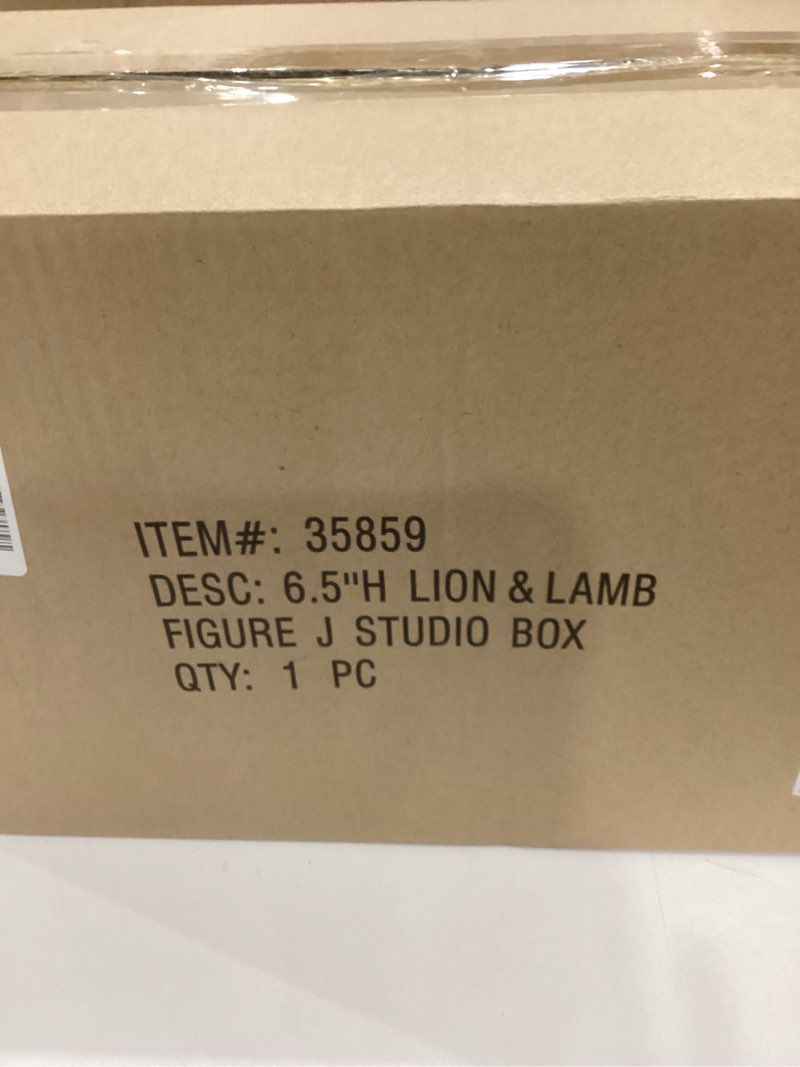 ITEM#: 35859
DESC: 6.5"H LION & LAMB
FIGURE J STUDIO BOX
QTY: 1 PC